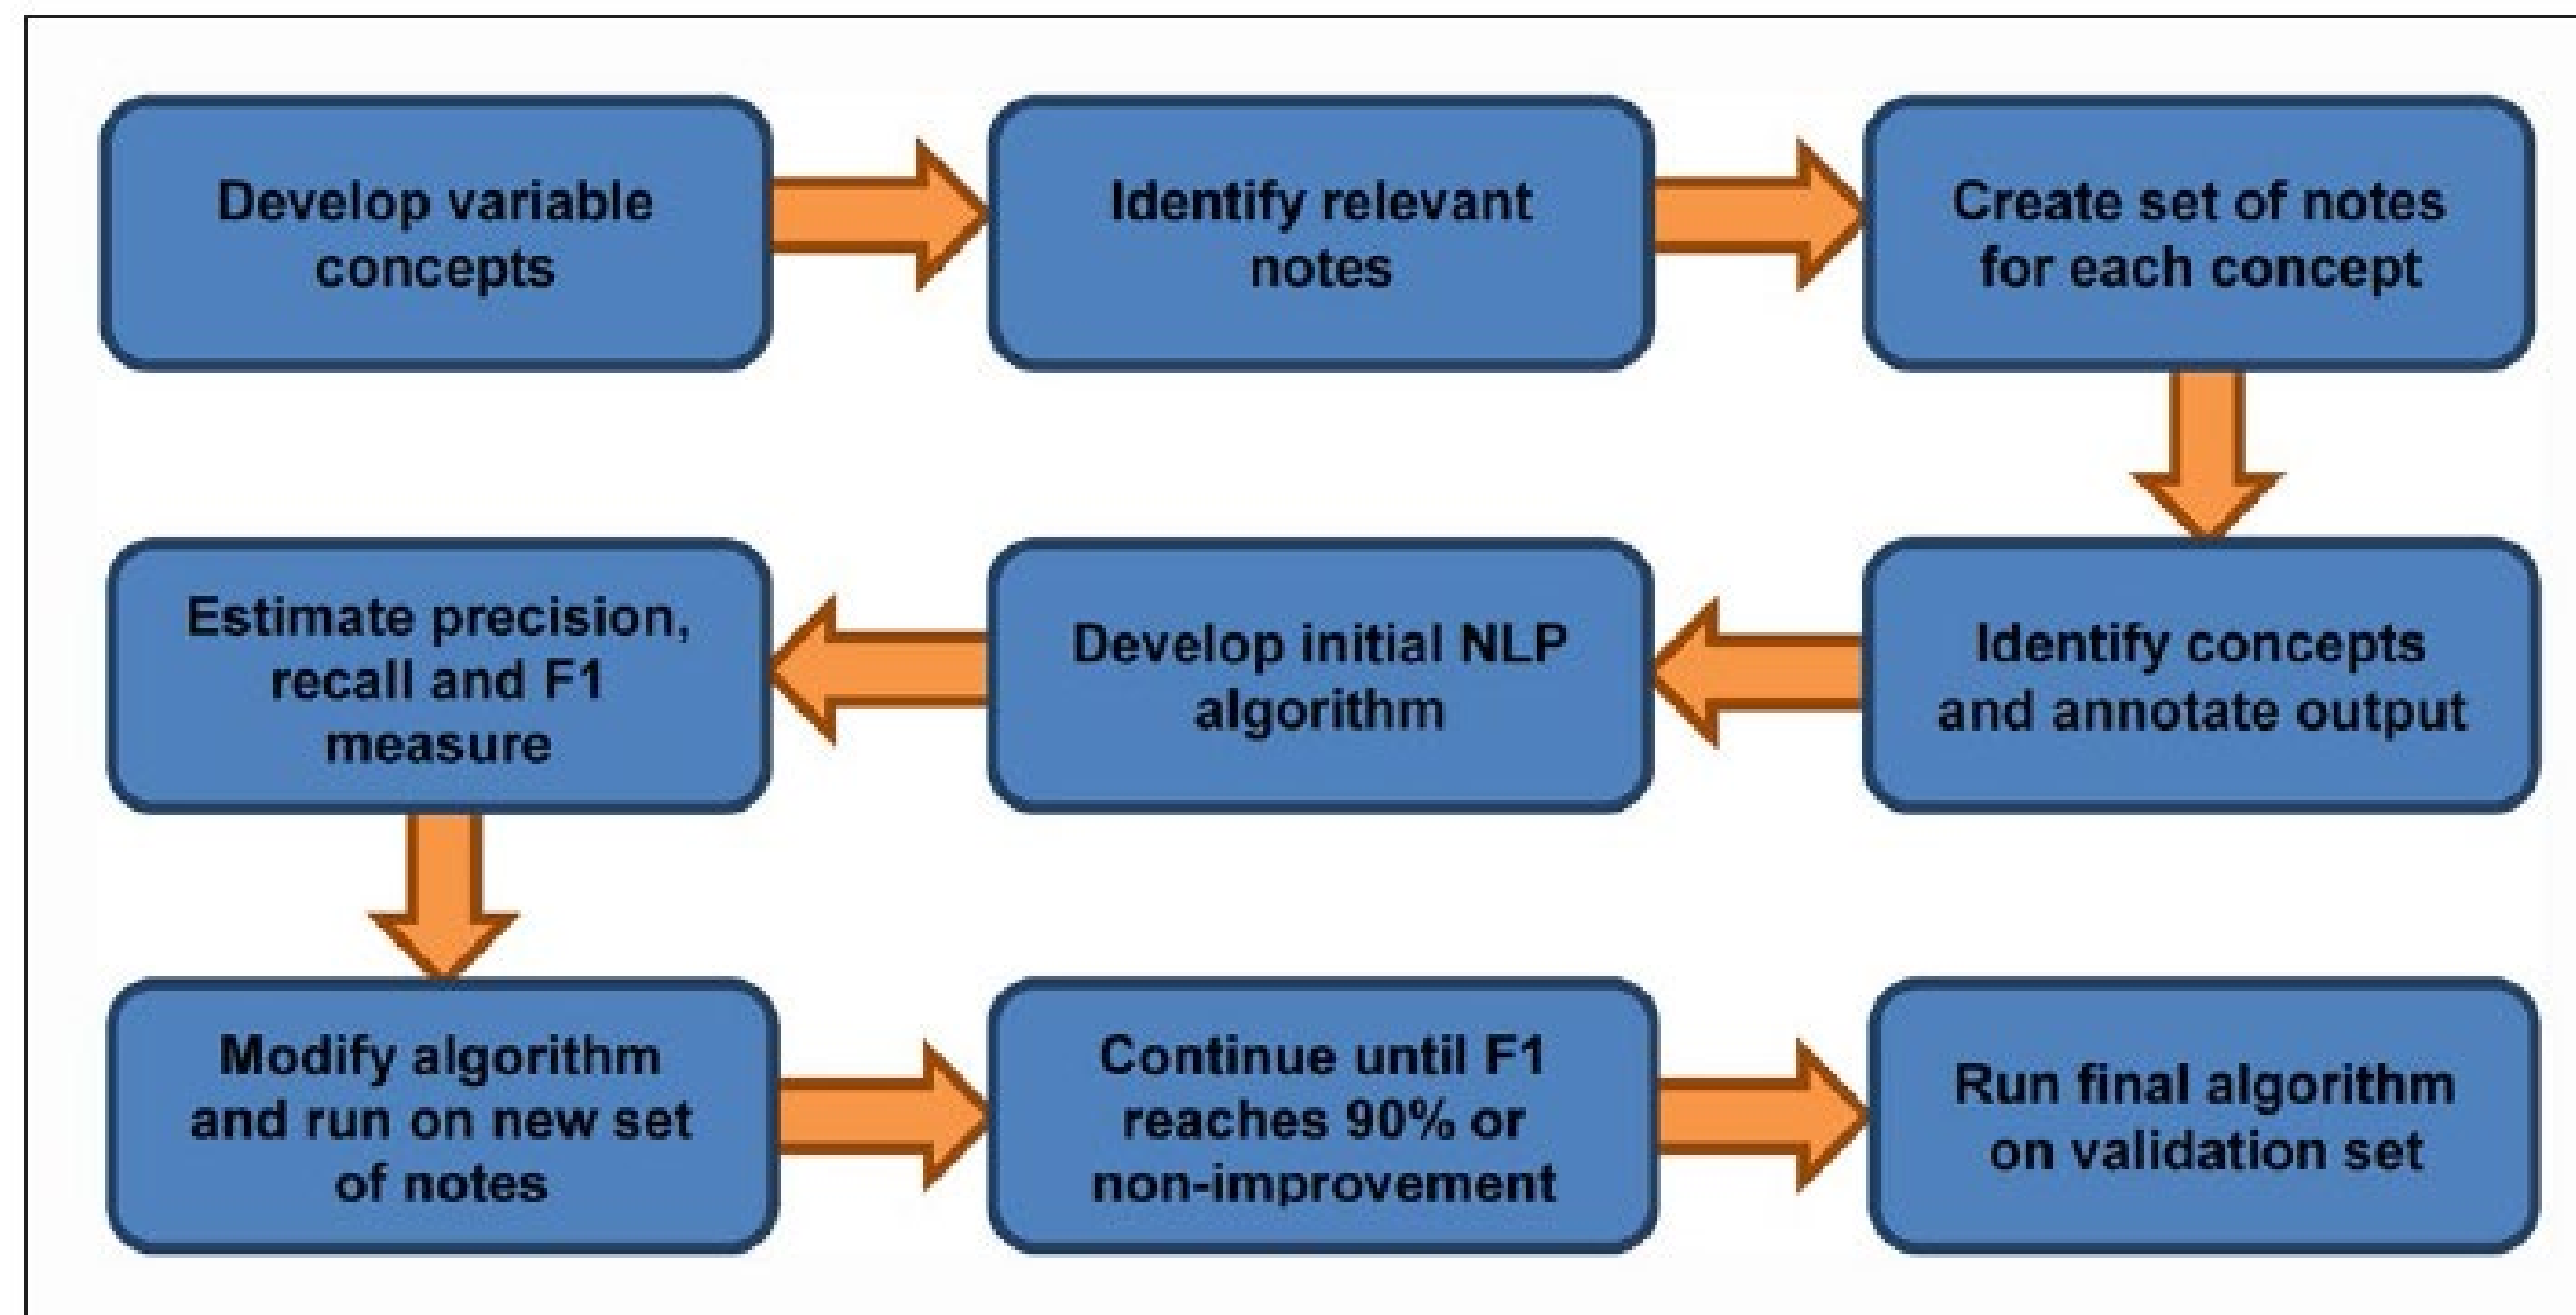 Develop variable
concepts
Identify relevant
notes
Create set of notes
for each concept
Identify concepts
and annotate output
Develop initial NLP
algorithm
Estimate precision,
recall and F1
measure
Modify algorithm
and run on new set
of notes
Continue until F1
reaches 90% or
non-improvement
Run final algorithm
on validation set